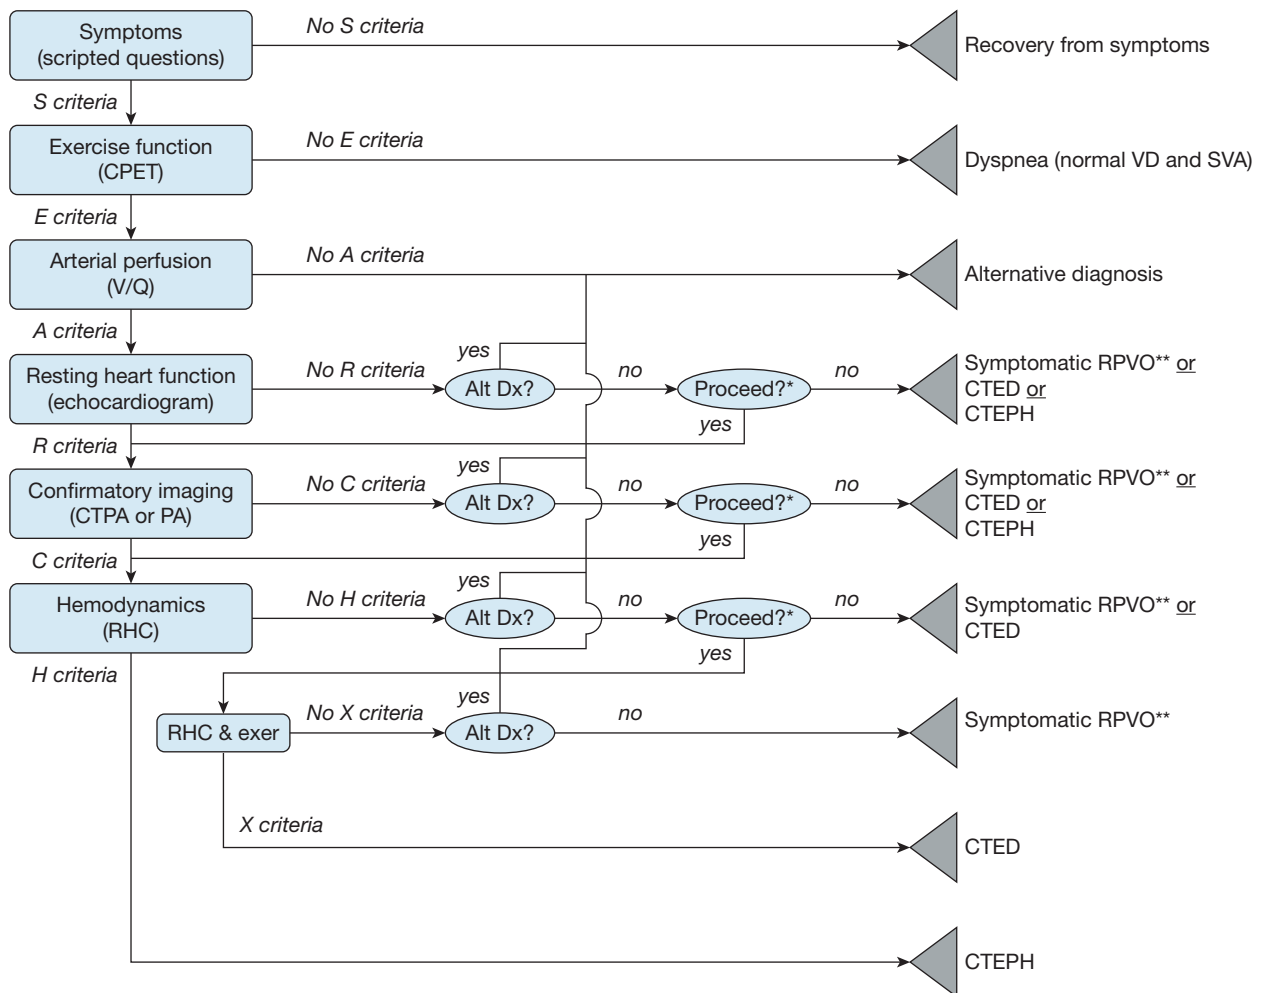 Symptoms
(scripted questions)
No S criteria
Recovery from symptoms
S criteria
Exercise function
(CPET)
No E criteria
Dyspnea (normal VD and SVA)
E criteria
Arterial perfusion
(V/Q)
No A criteria
Alternative diagnosis
A criteria
Resting heart function
(echocardiogram)
No R criteria
yes
Alt Dx?
no
Proceed?*
no
yes
Symptomatic RPVO** or
CTED or
CTEPH
R criteria
Confirmatory imaging
(CTPA or PA)
No C criteria
yes
Alt Dx?
no
Proceed?*
no
yes
Symptomatic RPVO** or
CTED or
CTEPH
C criteria
Hemodynamics
(RHC)
No H criteria
yes
Alt Dx?
no
Proceed?*
no
yes
Symptomatic RPVO** or
CTED
H criteria
RHC & exer
No X criteria
yes
Alt Dx?
no
Symptomatic RPVO**
X criteria
CTED
CTEPH